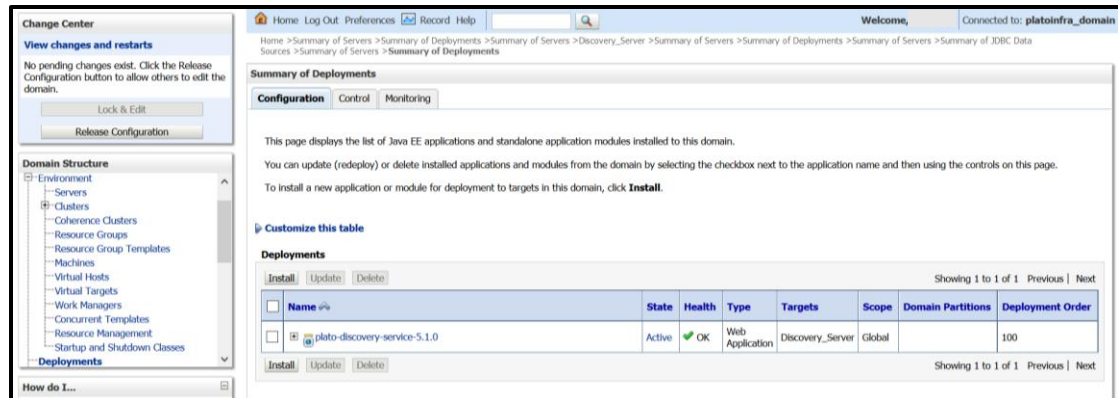 Change Center
View changes and restarts
No pending changes exist. Click the Release
Configuration button to allow others to edit the
domain.
Lock & Edit
Release Configuration
Domain Structure
Environment
Servers
Clusters
Coherence Clusters
Resource Groups
Resource Group Templates
Machines
Virtual Hosts
Virtual Targets
Work Managers
Concurrent Templates
Resource Management
Startup and Shutdown Classes
Deployments
How do I...
Home Log Out Preferences Record Help
Welcome, Connected to: platoinfra_domain
Home >Summary of Servers >Summary of Deployments >Summary of Servers >Discovery_Server >Summary of Servers >Summary of Deployments >Summary of Servers >Summary of JDBC Data
Sources >Summary of Servers >Summary of Deployments
Summary of Deployments
Configuration Control Monitoring
This page displays the list of Java EE applications and standalone application modules installed to this domain.
You can update (redeploy) or delete installed applications and modules from the domain by selecting the checkbox next to the application name and then using the controls on this page.
To install a new application or module for deployment to targets in this domain, click Install.
Customize this table
Deployments
Install Update Delete Showing 1 to 1 of 1 Previous | Next
Name State Health Type Targets Scope Domain Partitions Deployment Order
plato-discovery-service-5.1.0 Active OK Web Application Discovery_Server Global 100
Install Update Delete Showing 1 to 1 of 1 Previous | Next